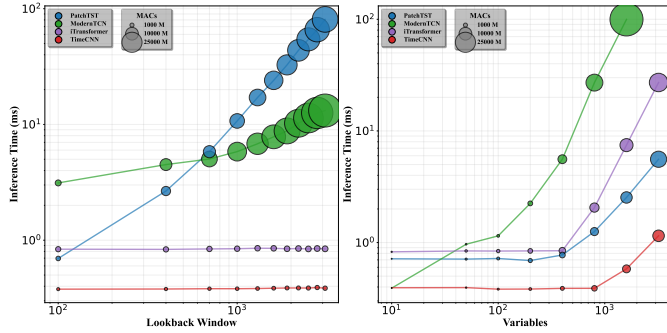 PatchTST
ModernTCN
iTransformer
TimeCNN
MACs
1000 M
10000 M
25000 M
Inference Time (ms)
10²
10¹
10⁰
10²
10³
Lookback Window
PatchTST
ModernTCN
iTransformer
TimeCNN
MACs
1000 M
10000 M
25000 M
Inference Time (ms)
10²
10¹
10⁰
10¹
10²
10³
Variables